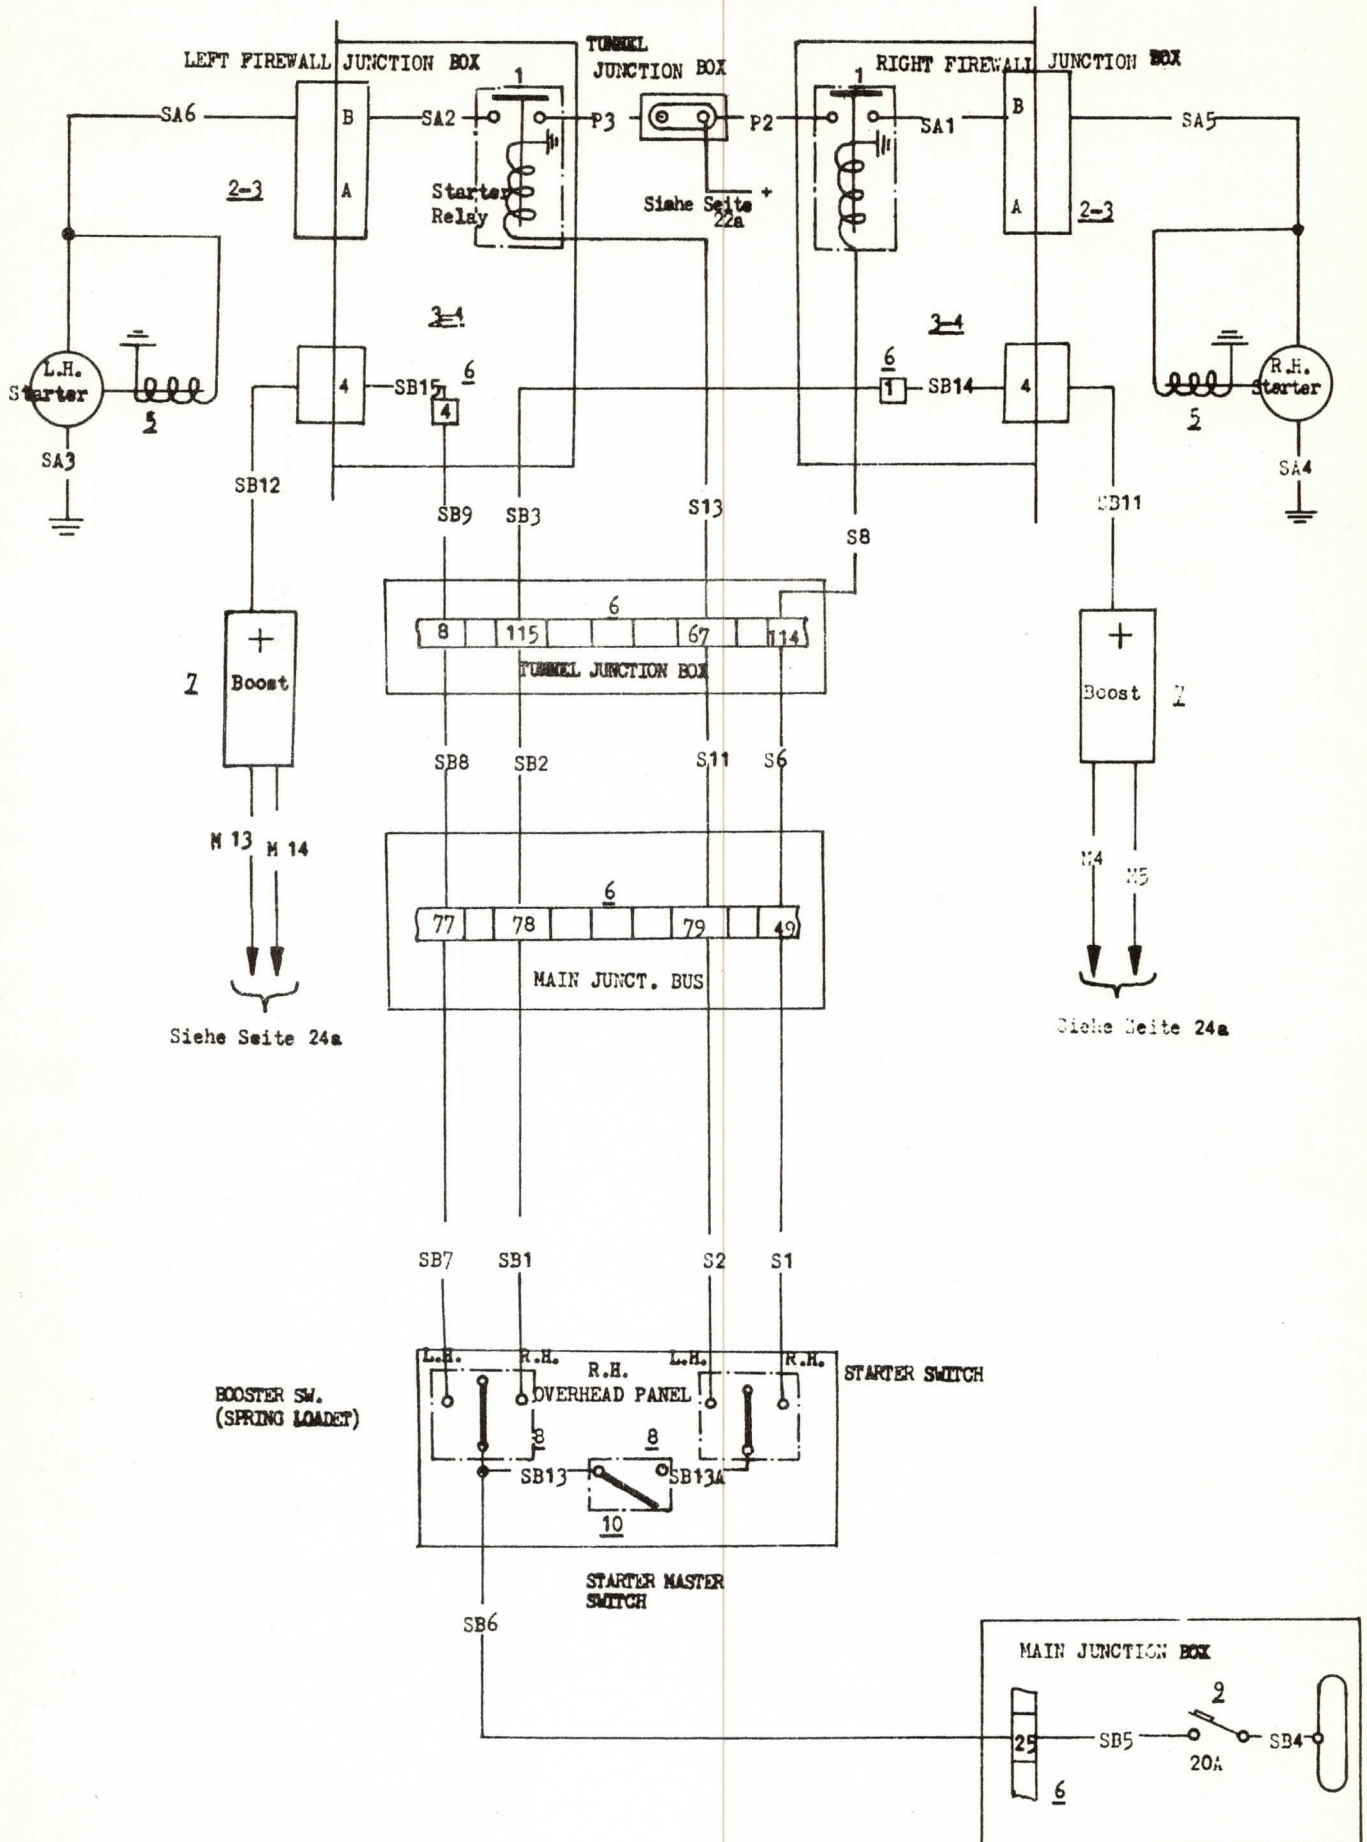 TUNNEL
LEFT FIREWALL JUNCTION BOX
JUNCTION BOX
RIGHT FIREWALL JUNCTION BOX
1
1
SA6
B
SA2
P3
P2
SA1
B
SA5
2-3
A
Starter
Relay
Siehe Seite +
22a
A
2-3
3-4
3-4
L.H.
Starter
5
4
SB15
6
4
6
1
SB14
4
R.H.
Starter
5
SA3
SB12
SB9
SB3
S13
S8
SB11
SA4
6
8
115
67
114
TUNNEL JUNCTION BOX
+
Boost
7
+
Boost
7
SB8
SB2
S11
S6
M 13
M 14
M4
M5
6
77
78
79
49
MAIN JUNCT. BUS
Siehe Seite 24a
Siehe Seite 24a
SB7
SB1
S2
S1
L.H.
R.H.
R.H.
OVERHEAD PANEL
L.H.
R.H.
STARTER SWITCH
BOOSTER SW.
(SPRING LOADET)
8
8
SB13
SB13A
10
STARTER MASTER
SWITCH
SB6
MAIN JUNCTION BOX
9
25
SB5
SB4
20A
6